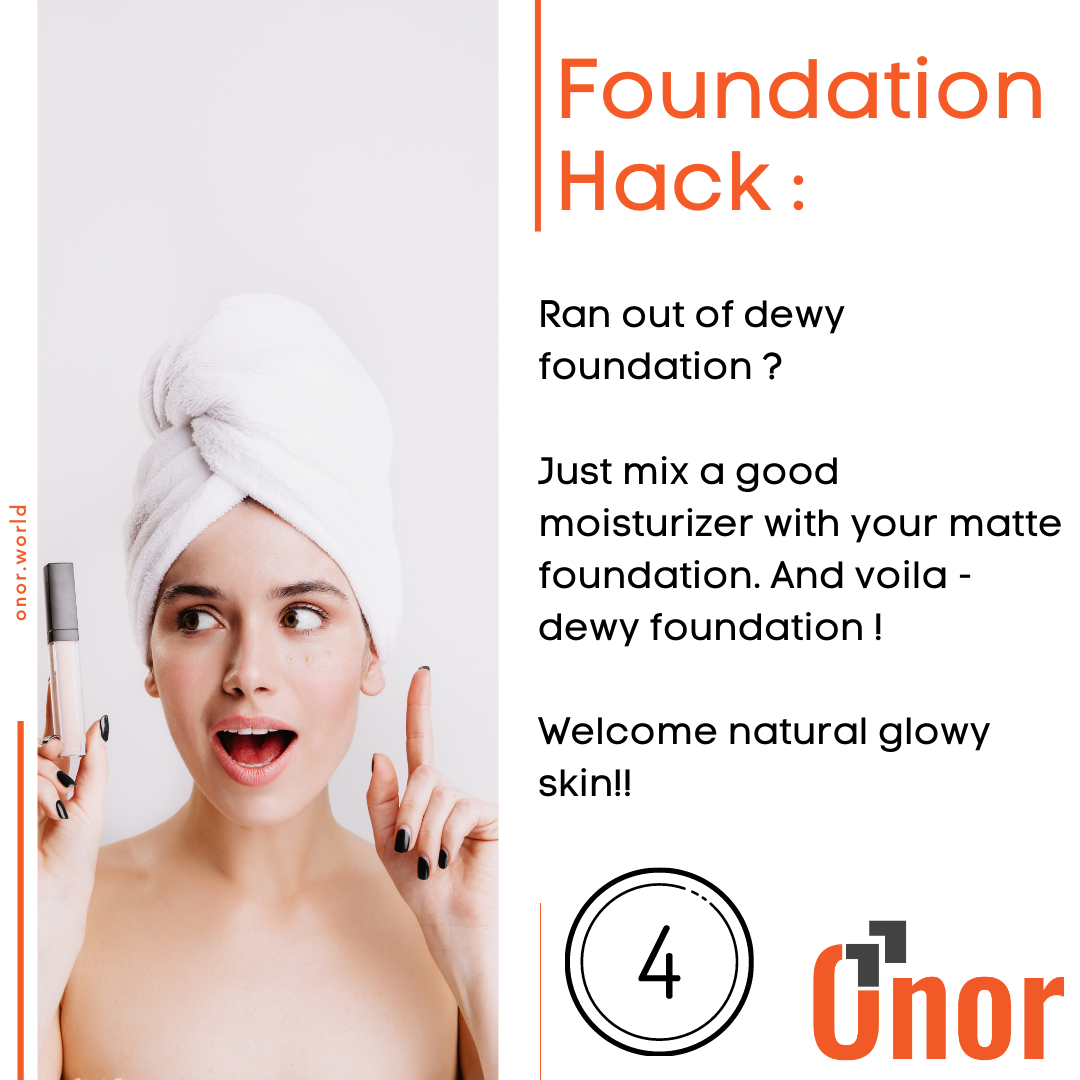 Foundation
Hack :
Ran out of dewy
foundation ?
Just mix a good
moisturizer with your matte
foundation. And voila -
dewy foundation !
Welcome natural glowy
skin!!
4
Onor
onor.world